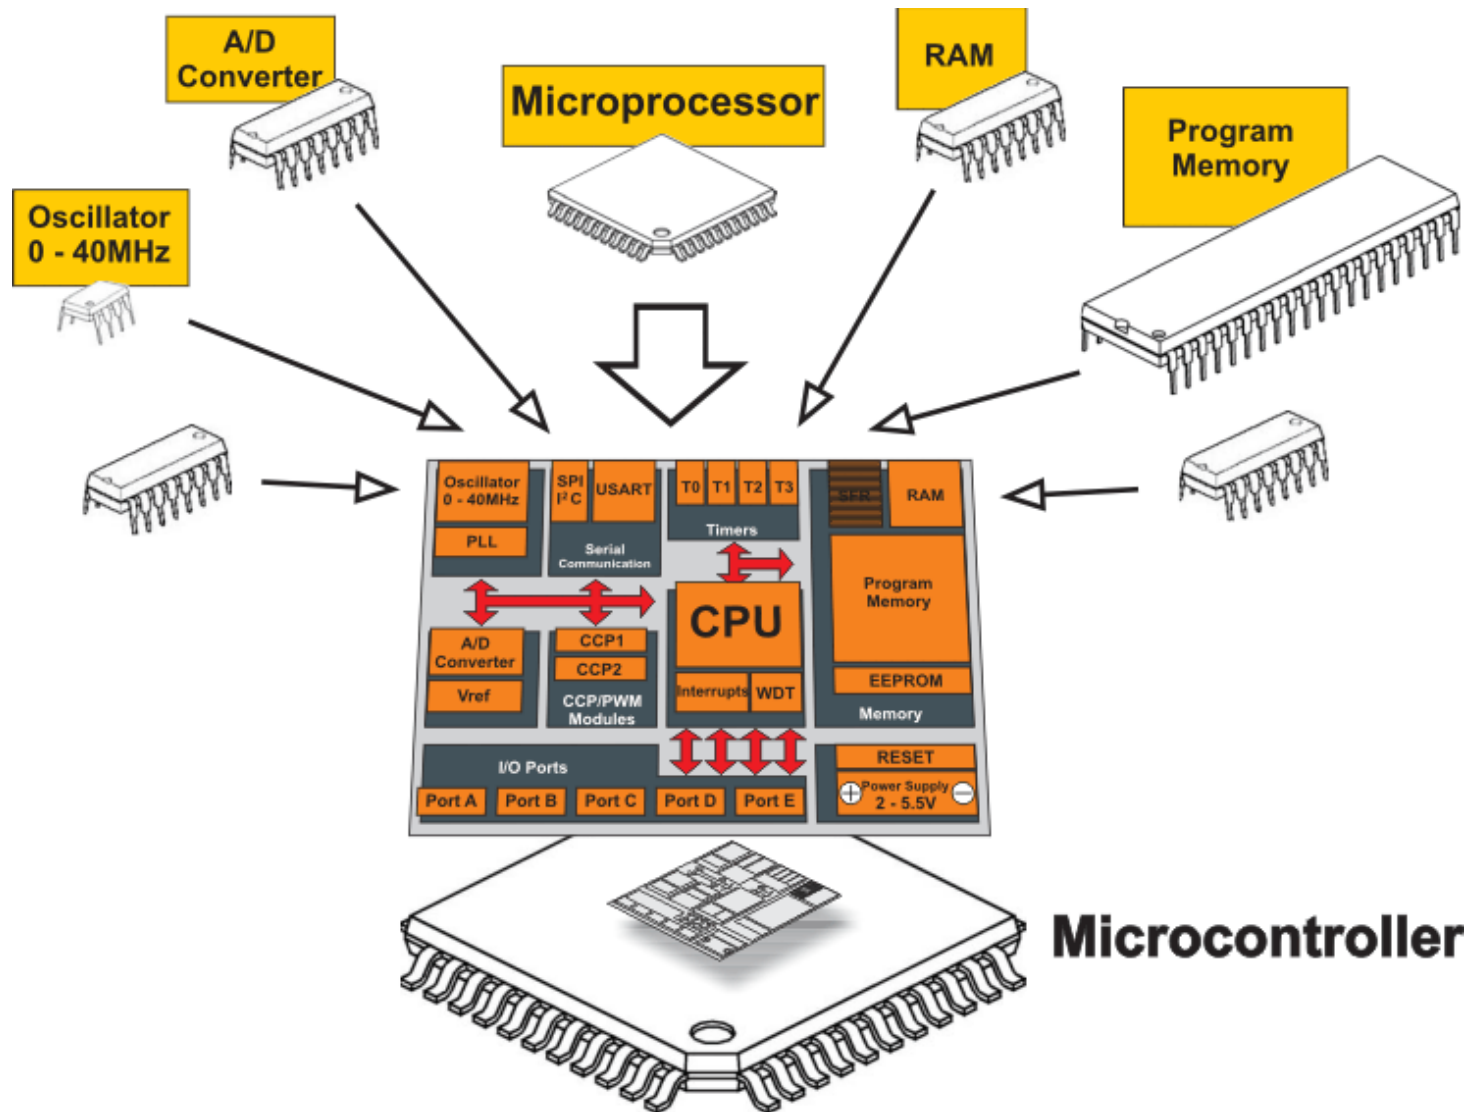 A/D
Converter
Microprocessor
RAM
Program
Memory
Oscillator
0 - 40MHz
Oscillator
0 - 40MHz
PLL
SPI
I²C
USART
Serial
Communication
T0
T1
T2
T3
Timers
SFR
RAM
Program
Memory
EEPROM
Memory
A/D
Converter
Vref
CCP1
CCP2
CCP/PWM
Modules
CPU
Interrupts
WDT
I/O Ports
Port A
Port B
Port C
Port D
Port E
RESET
Power Supply
2 - 5.5V
+
−
Microcontroller